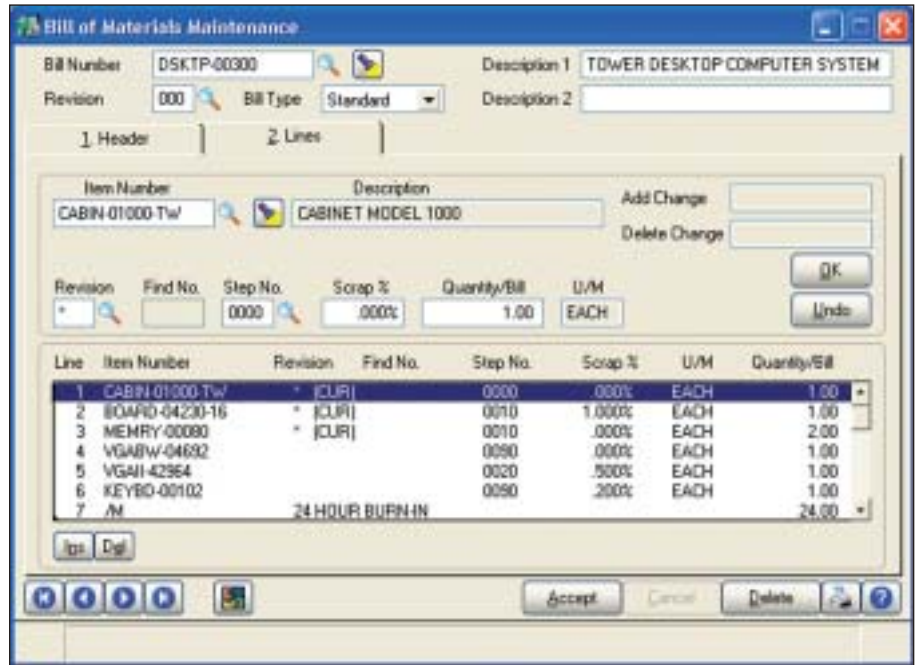 Bill of Materials Maintenance
Bill Number DSKTP-00300 Description 1 TOWER DESKTOP COMPUTER SYSTEM
Revision 000 Bill Type Standard Description 2
1. Header 2. Lines
Item Number Description Add Change
CABIN-01000-TW CABINET MODEL 1000 Delete Change
OK
Revision Find No. Step No. Scrap % Quantity/Bill U/M
* 0000 .000% 1.00 EACH Undo
Line Item Number Revision Find No. Step No. Scrap % U/M Quantity/Bill
1 CABIN-01000-TW * (CUR) 0000 .000% EACH 1.00
2 BOARD-04230-16 * (CUR) 0010 1.000% EACH 1.00
3 MEMRY-00080 * (CUR) 0010 .000% EACH 2.00
4 VGABW-04692 0090 .000% EACH 1.00
5 VGAII-42964 0020 .500% EACH 1.00
6 KEYBD-00102 0090 .200% EACH 1.00
7 /M 24 HOUR BURN-IN 24.00
Ins Del
Accept Cancel Delete